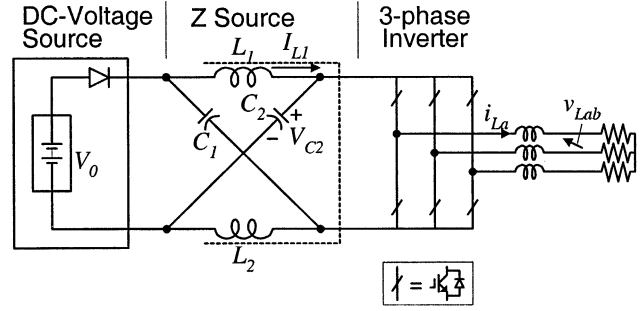 DC-Voltage Source
Z Source
3-phase Inverter
L1
IL1
C2
C1
+
VC2
−
V0
iLa
vLab
L2
=